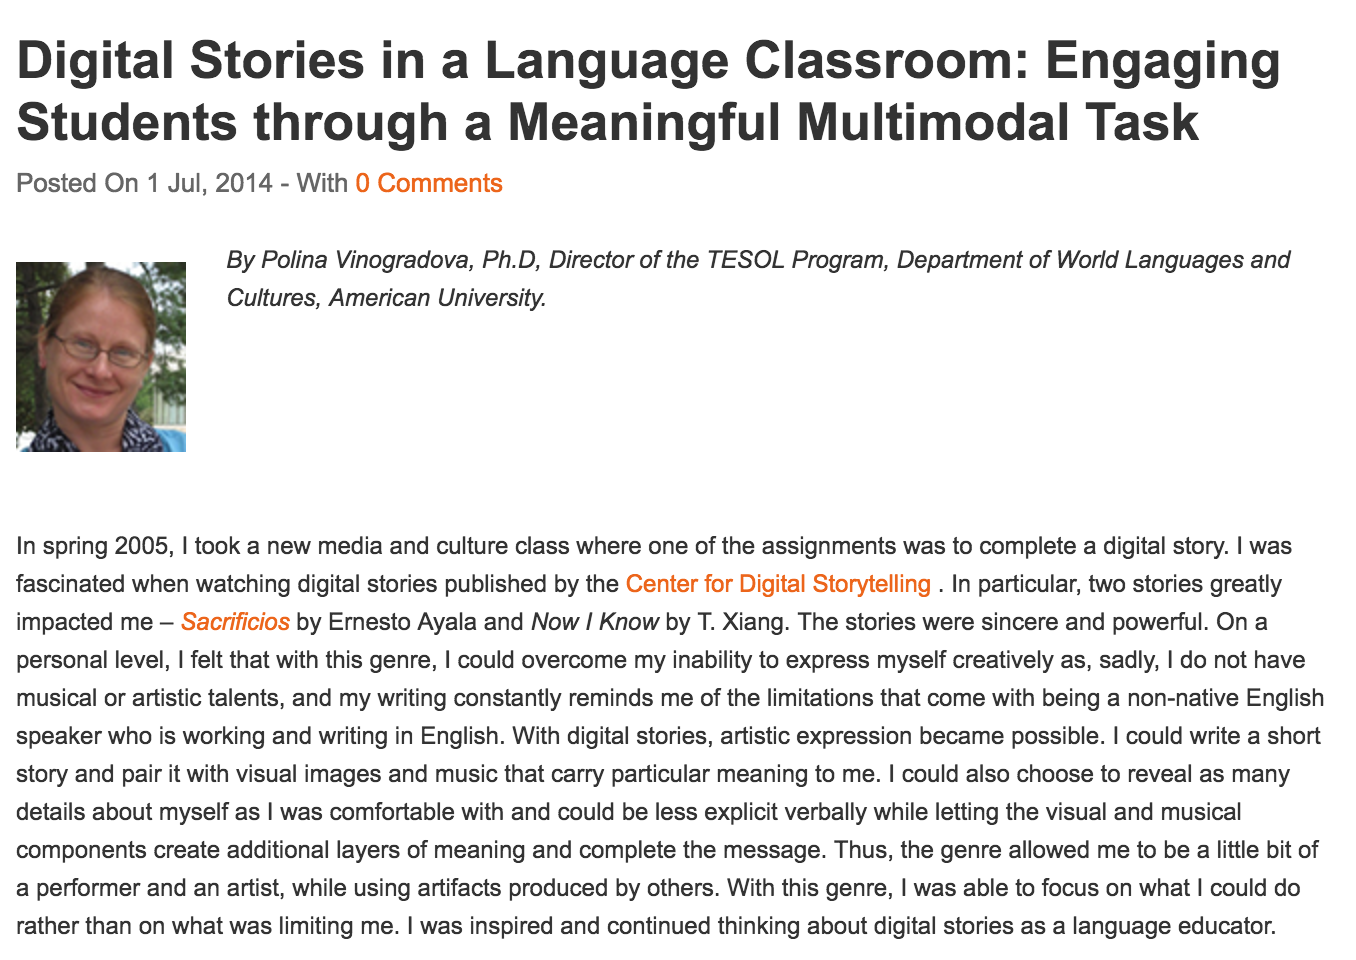 Digital Stories in a Language Classroom: Engaging
Students through a Meaningful Multimodal Task
Posted On 1 Jul, 2014 - With 0 Comments
By Polina Vinogradova, Ph.D, Director of the TESOL Program, Department of World Languages and
Cultures, American University.
In spring 2005, I took a new media and culture class where one of the assignments was to complete a digital story. I was
fascinated when watching digital stories published by the Center for Digital Storytelling . In particular, two stories greatly
impacted me – Sacrificios by Ernesto Ayala and Now I Know by T. Xiang. The stories were sincere and powerful. On a
personal level, I felt that with this genre, I could overcome my inability to express myself creatively as, sadly, I do not have
musical or artistic talents, and my writing constantly reminds me of the limitations that come with being a non-native English
speaker who is working and writing in English. With digital stories, artistic expression became possible. I could write a short
story and pair it with visual images and music that carry particular meaning to me. I could also choose to reveal as many
details about myself as I was comfortable with and could be less explicit verbally while letting the visual and musical
components create additional layers of meaning and complete the message. Thus, the genre allowed me to be a little bit of
a performer and an artist, while using artifacts produced by others. With this genre, I was able to focus on what I could do
rather than on what was limiting me. I was inspired and continued thinking about digital stories as a language educator.